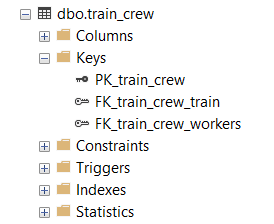 dbo.train_crew
Columns
Keys
PK_train_crew
FK_train_crew_train
FK_train_crew_workers
Constraints
Triggers
Indexes
Statistics